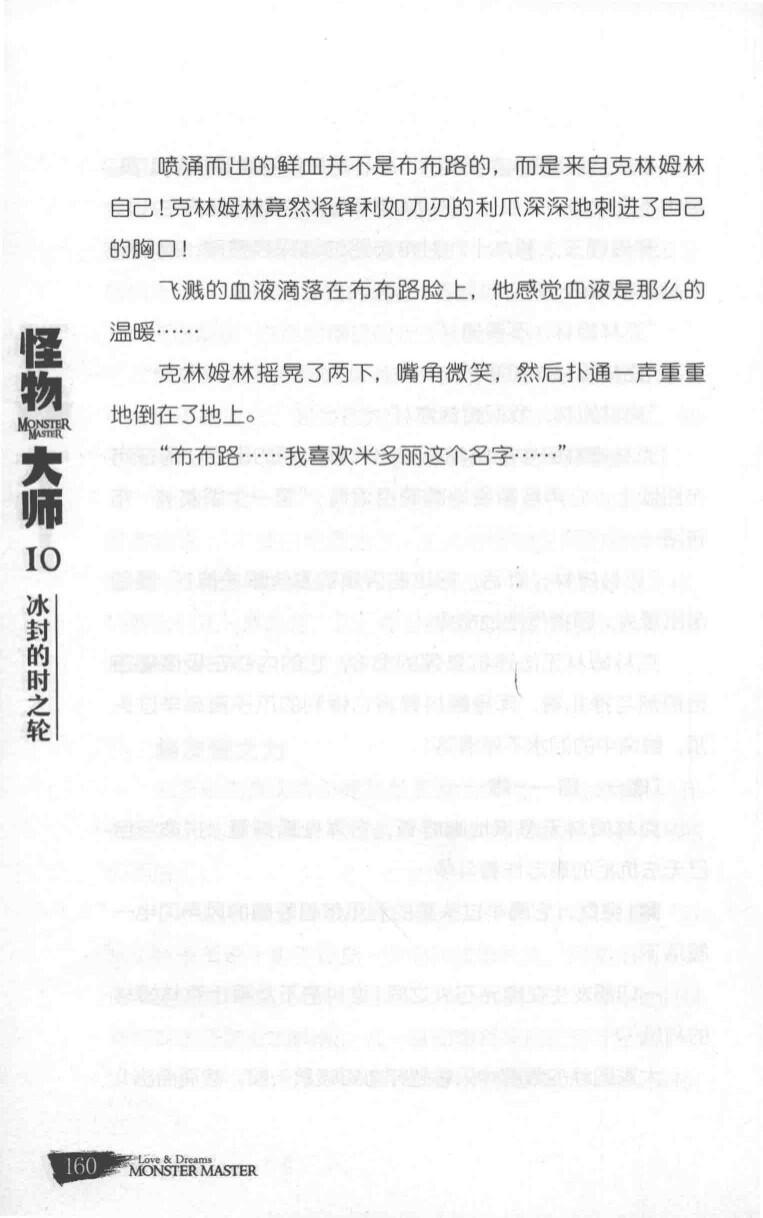 喷涌而出的鲜血并不是布布路的，而是来自克林姆林
自己！克林姆林竟然将锋利如刀刃的利爪深深地刺进了自己
的胸口！
飞溅的血液滴落在布布路脸上，他感觉血液是那么的
温暖……
克林姆林摇晃了两下，嘴角微笑，然后扑通一声重重
地倒在了地上。
“布布路……我喜欢米多丽这个名字……”
怪物
MONSTER
MASTER
大师
10
冰封的时之轮
160
Love & Dreams
MONSTER MASTER